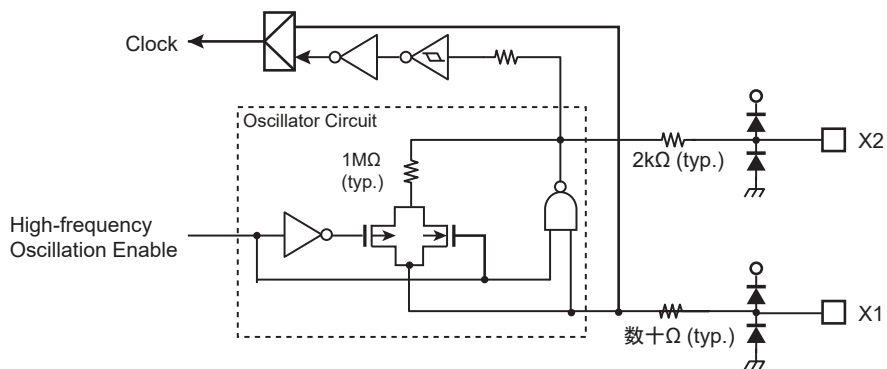 Clock
Oscillator Circuit
1MΩ
(typ.)
2kΩ (typ.)
X2
High-frequency
Oscillation Enable
X1
数十Ω (typ.)